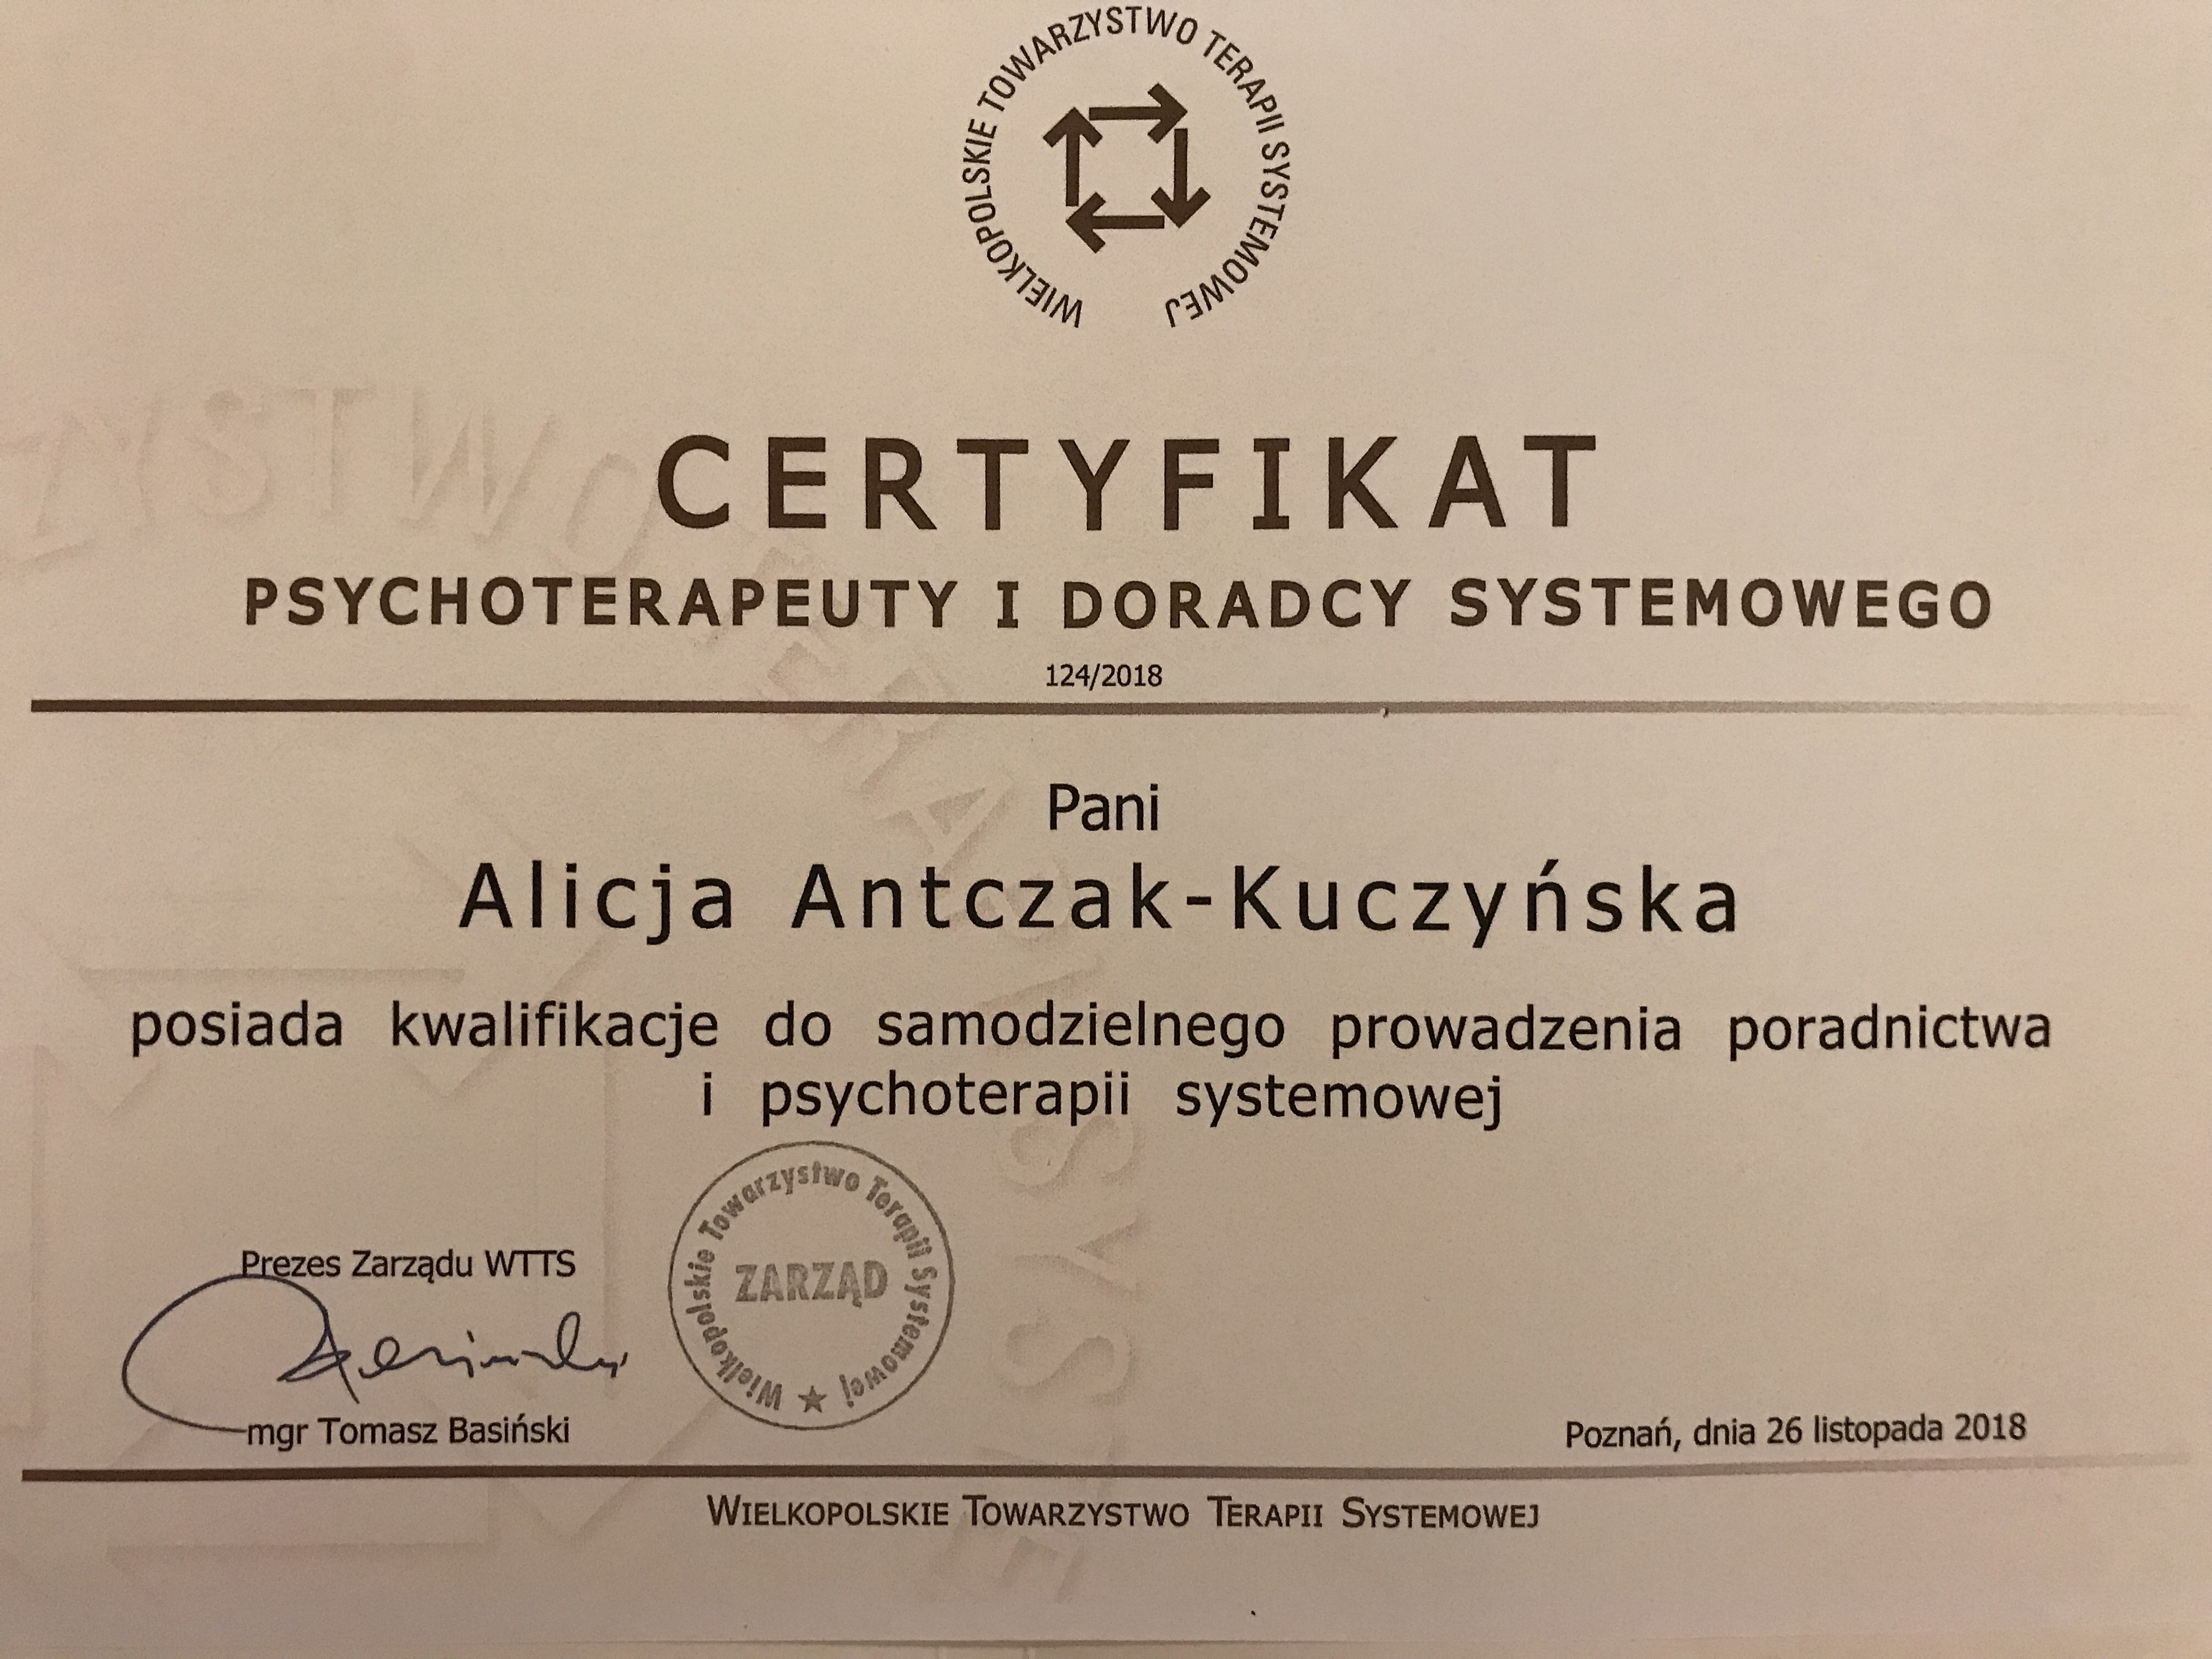 WIELKOPOLSKIE TOWARZYSTWO TERAPII SYSTEMOWEJ
CERTYFIKAT
PSYCHOTERAPEUTY I DORADCY SYSTEMOWEGO
124/2018
Pani
Alicja Antczak-Kuczyńska
posiada kwalifikacje do samodzielnego prowadzenia poradnictwa
i psychoterapii systemowej
Prezes Zarządu WTTS
Wielkopolskie Towarzystwo Terapii Systemowej
ZARZĄD
mgr Tomasz Basiński
Poznań, dnia 26 listopada 2018
WIELKOPOLSKIE TOWARZYSTWO TERAPII SYSTEMOWEJ